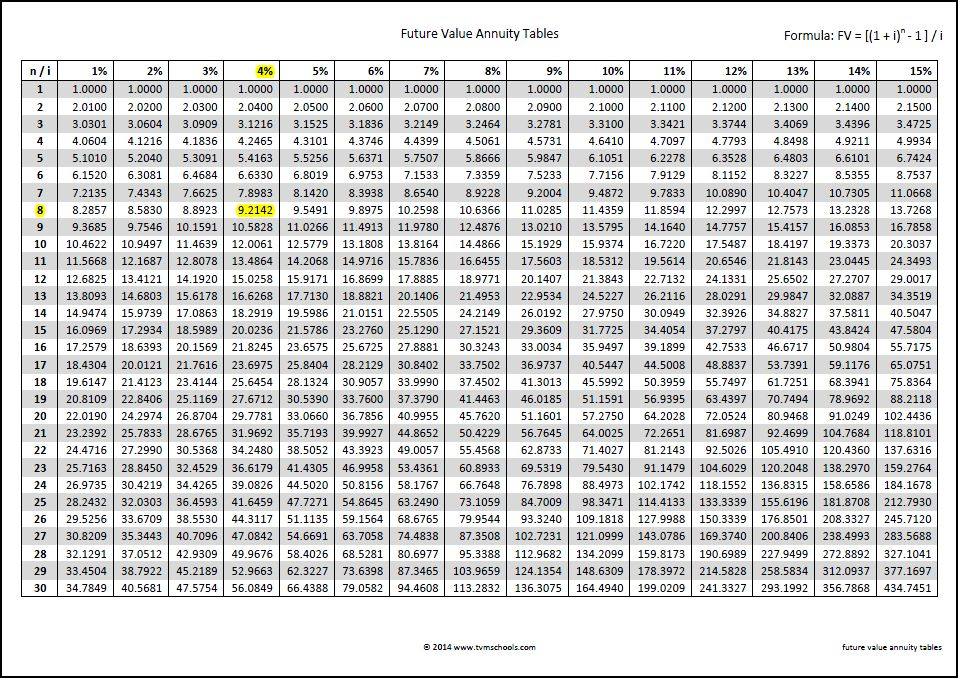 Future Value Annuity Tables
Formula: FV = [(1 + i)^n - 1 ] / i
n / i 1% 2% 3% 4% 5% 6% 7% 8% 9% 10% 11% 12% 13% 14% 15%
1 1.0000 1.0000 1.0000 1.0000 1.0000 1.0000 1.0000 1.0000 1.0000 1.0000 1.0000 1.0000 1.0000 1.0000 1.0000
2 2.0100 2.0200 2.0300 2.0400 2.0500 2.0600 2.0700 2.0800 2.0900 2.1000 2.1100 2.1200 2.1300 2.1400 2.1500
3 3.0301 3.0604 3.0909 3.1216 3.1525 3.1836 3.2149 3.2464 3.2781 3.3100 3.3421 3.3744 3.4069 3.4396 3.4725
4 4.0604 4.1216 4.1836 4.2465 4.3101 4.3746 4.4399 4.5061 4.5731 4.6410 4.7097 4.7793 4.8498 4.9211 4.9934
5 5.1010 5.2040 5.3091 5.4163 5.5256 5.6371 5.7507 5.8666 5.9847 6.1051 6.2278 6.3528 6.4803 6.6101 6.7424
6 6.1520 6.3081 6.4684 6.6330 6.8019 6.9753 7.1533 7.3359 7.5233 7.7156 7.9129 8.1152 8.3227 8.5355 8.7537
7 7.2135 7.4343 7.6625 7.8983 8.1420 8.3938 8.6540 8.9228 9.2004 9.4872 9.7833 10.0890 10.4047 10.7305 11.0668
8 8.2857 8.5830 8.8923 9.2142 9.5491 9.8975 10.2598 10.6366 11.0285 11.4359 11.8594 12.2997 12.7573 13.2328 13.7268
9 9.3685 9.7546 10.1591 10.5828 11.0266 11.4913 11.9780 12.4876 13.0210 13.5795 14.1640 14.7757 15.4157 16.0853 16.7858
10 10.4622 10.9497 11.4639 12.0061 12.5779 13.1808 13.8164 14.4866 15.1929 15.9374 16.7220 17.5487 18.4197 19.3373 20.3037
11 11.5668 12.1687 12.8078 13.4864 14.2068 14.9716 15.7836 16.6455 17.5603 18.5312 19.5614 20.6546 21.8143 23.0445 24.3493
12 12.6825 13.4121 14.1920 15.0258 15.9171 16.8699 17.8885 18.9771 20.1407 21.3843 22.7132 24.1331 25.6502 27.2707 29.0017
13 13.8093 14.6803 15.6178 16.6268 17.7130 18.8821 20.1406 21.4953 22.9534 24.5227 26.2116 28.0291 29.9847 32.0887 34.3519
14 14.9474 15.9739 17.0863 18.2919 19.5986 21.0151 22.5505 24.2149 26.0192 27.9750 30.0949 32.3926 34.8827 37.5811 40.5047
15 16.0969 17.2934 18.5989 20.0236 21.5786 23.2760 25.1290 27.1521 29.3609 31.7725 34.4054 37.2797 40.4175 43.8424 47.5804
16 17.2579 18.6393 20.1569 21.8245 23.6575 25.6725 27.8881 30.3243 33.0034 35.9497 39.1899 42.7533 46.6717 50.9804 55.7175
17 18.4304 20.0121 21.7616 23.6975 25.8404 28.2129 30.8402 33.7502 36.9737 40.5447 44.5008 48.8837 53.7391 59.1176 65.0751
18 19.6147 21.4123 23.4144 25.6454 28.1324 30.9057 33.9990 37.4502 41.3013 45.5992 50.3959 55.7497 61.7251 68.3941 75.8364
19 20.8109 22.8406 25.1169 27.6712 30.5390 33.7600 37.3790 41.4463 46.0185 51.1591 56.9395 63.4397 70.7494 78.9692 88.2118
20 22.0190 24.2974 26.8704 29.7781 33.0660 36.7856 40.9955 45.7620 51.1601 57.2750 64.2028 72.0524 80.9468 91.0249 102.4436
21 23.2392 25.7833 28.6765 31.9692 35.7193 39.9927 44.8652 50.4229 56.7645 64.0025 72.2651 81.6987 92.4699 104.7684 118.8101
22 24.4716 27.2990 30.5368 34.2480 38.5052 43.3923 49.0057 55.4568 62.8733 71.4027 81.2143 92.5026 105.4910 120.4360 137.6316
23 25.7163 28.8450 32.4529 36.6179 41.4305 46.9958 53.4361 60.8933 69.5319 79.5430 91.1479 104.6029 120.2048 138.2970 159.2764
24 26.9735 30.4219 34.4265 39.0826 44.5020 50.8156 58.1767 66.7648 76.7898 88.4973 102.1742 118.1552 136.8315 158.6586 184.1678
25 28.2432 32.0303 36.4593 41.6459 47.7271 54.8645 63.2490 73.1059 84.7009 98.3471 114.4133 133.3339 155.6196 181.8708 212.7930
26 29.5256 33.6709 38.5530 44.3117 51.1135 59.1564 68.6765 79.9544 93.3240 109.1818 127.9988 150.3339 176.8501 208.3327 245.7120
27 30.8209 35.3443 40.7096 47.0842 54.6691 63.7058 74.4838 87.3508 102.7231 121.0999 143.0786 169.3740 200.8406 238.4993 283.5688
28 32.1291 37.0512 42.9309 49.9676 58.4026 68.5281 80.6977 95.3388 112.9682 134.2099 159.8173 190.6989 227.9499 272.8892 327.1041
29 33.4504 38.7922 45.2189 52.9663 62.3227 73.6398 87.3465 103.9659 124.1354 148.6309 178.3972 214.5828 258.5834 312.0937 377.1697
30 34.7849 40.5681 47.5754 56.0849 66.4388 79.0582 94.4608 113.2832 136.3075 164.4940 199.0209 241.3327 293.1992 356.7868 434.7451
© 2014 www.tvmschools.com
future value annuity tables